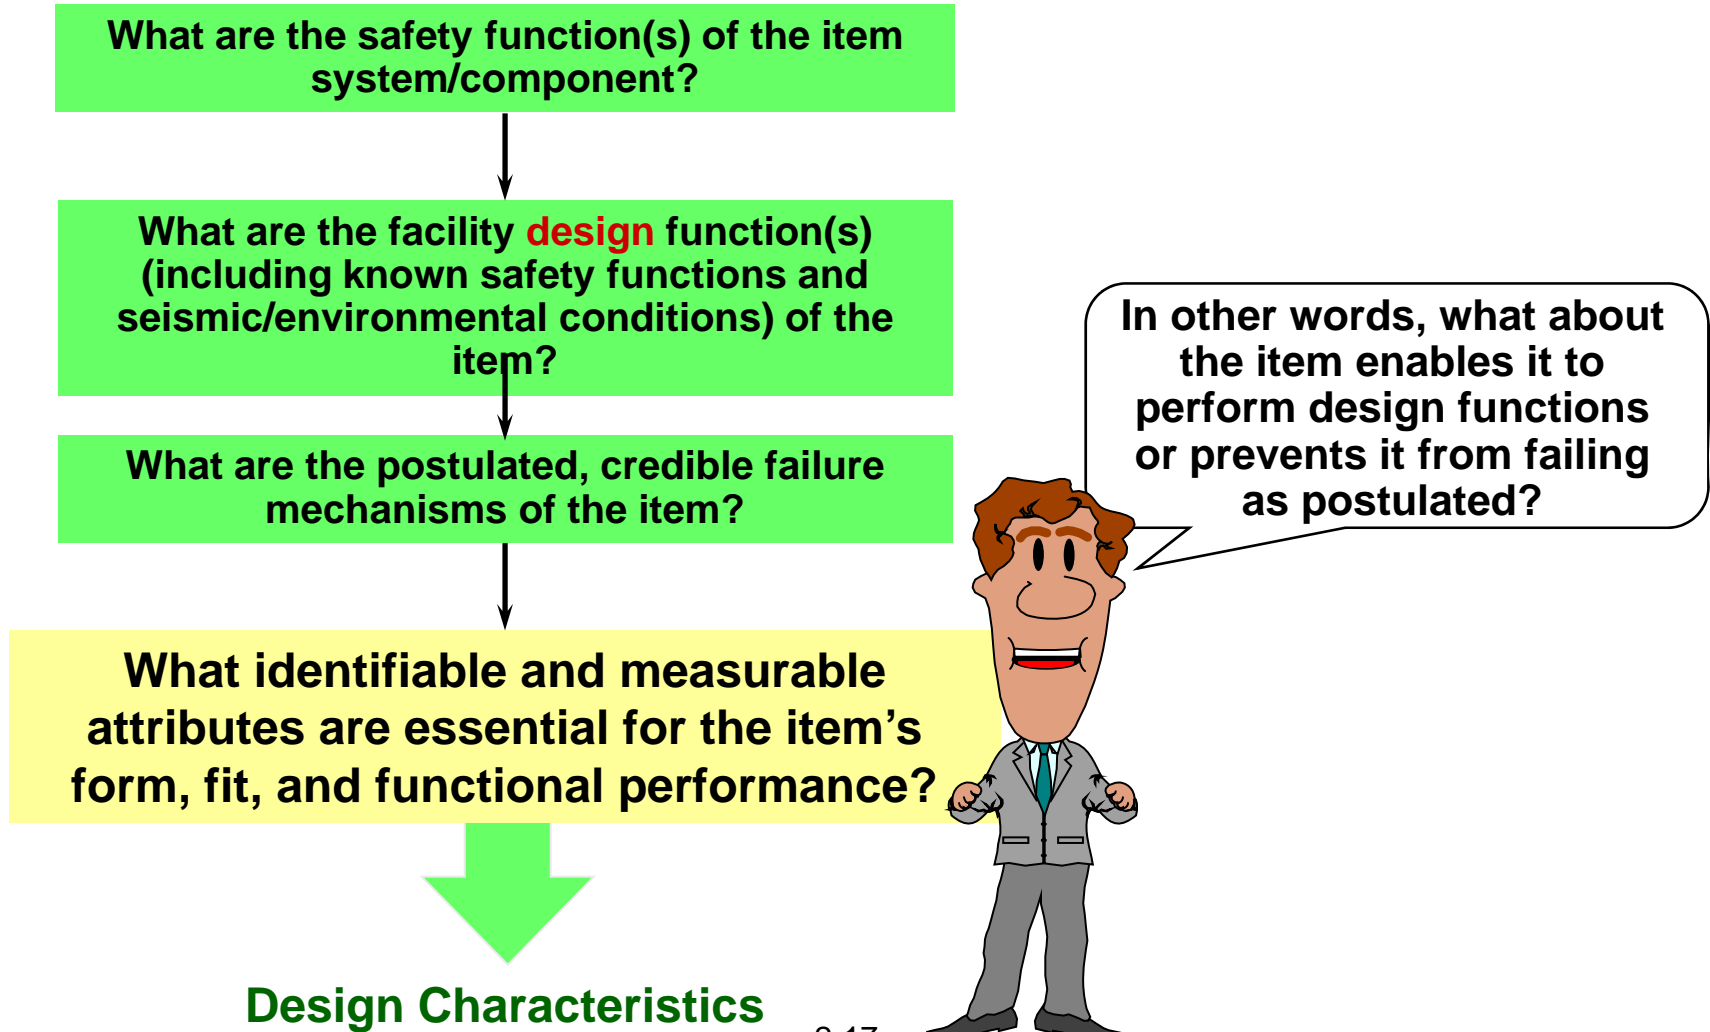 What are the safety function(s) of the item
system/component?
What are the facility design function(s)
(including known safety functions and
seismic/environmental conditions) of the
item?
What are the postulated, credible failure
mechanisms of the item?
In other words, what about
the item enables it to
perform design functions
or prevents it from failing
as postulated?
What identifiable and measurable
attributes are essential for the item’s
form, fit, and functional performance?
Design Characteristics